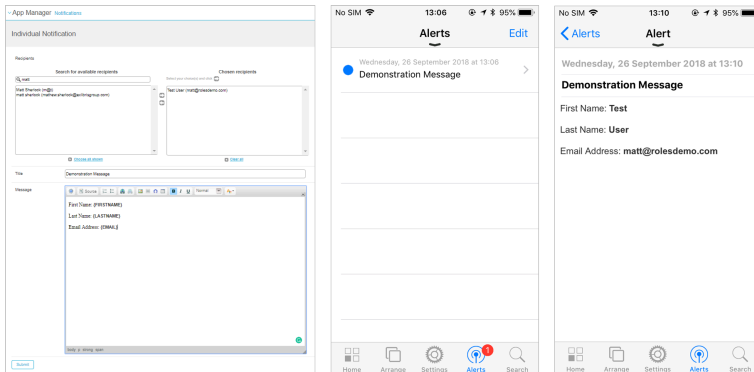 App Manager Notifications
Individual Notification
Recipients
Search for available recipients
Chosen recipients
matt
Matt Sherlock (m@j)
Test User (matt@rolesdemo.com)
Choose all shown
Clear all
Title
Demonstration Message
Message
Source
B I U
Normal
First Name: {FIRSTNAME}
Last Name: {LASTNAME}
Email Address: {EMAIL}
body p strong span
Submit
No SIM
13:06
95%
Alerts
Edit
Wednesday, 26 September 2018 at 13:06
Demonstration Message
Home
Arrange
Settings
Alerts
1
Search
No SIM
13:10
95%
Alerts
Alert
Wednesday, 26 September 2018 at 13:10
Demonstration Message
First Name: Test
Last Name: User
Email Address: matt@rolesdemo.com
Home
Arrange
Settings
Alerts
Search